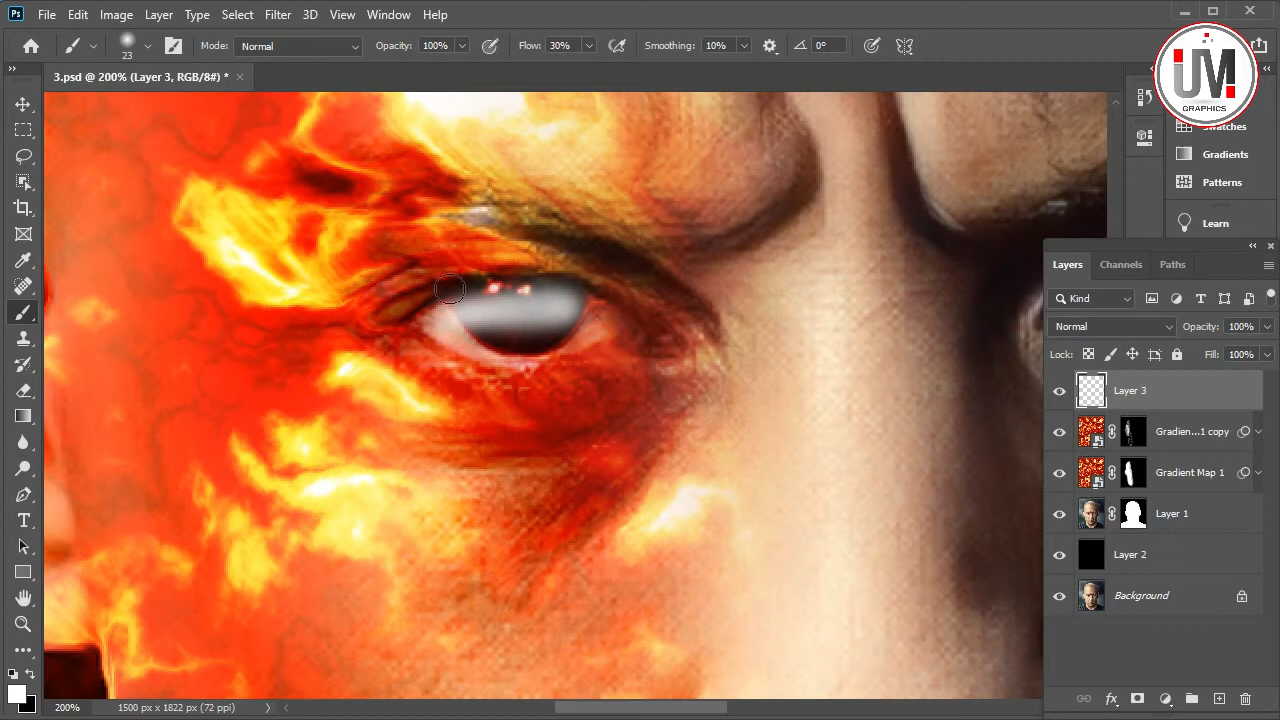 Ps File Edit Image Layer Type Select Filter 3D View Window Help
23 Mode: Normal Opacity: 100% Flow: 30% Smoothing: 10% 0°
3.psd @ 200% (Layer 3, RGB/8#) * ×
UM
GRAPHICS
Swatches
Gradients
Patterns
Learn
Layers Channels Paths
Kind
Normal Opacity: 100%
Lock: Fill: 100%
Layer 3
Gradien...1 copy
Gradient Map 1
Layer 1
Layer 2
Background
200% 1500 px x 1822 px (72 ppi)